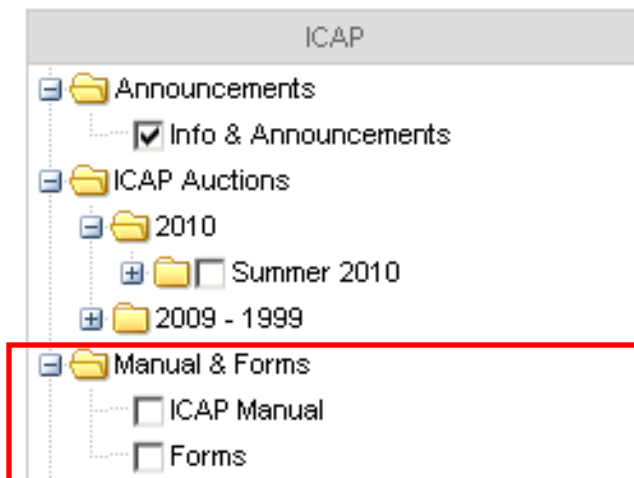 ICAP
Announcements
Info & Announcements
ICAP Auctions
2010
Summer 2010
2009 - 1999
Manual & Forms
ICAP Manual
Forms